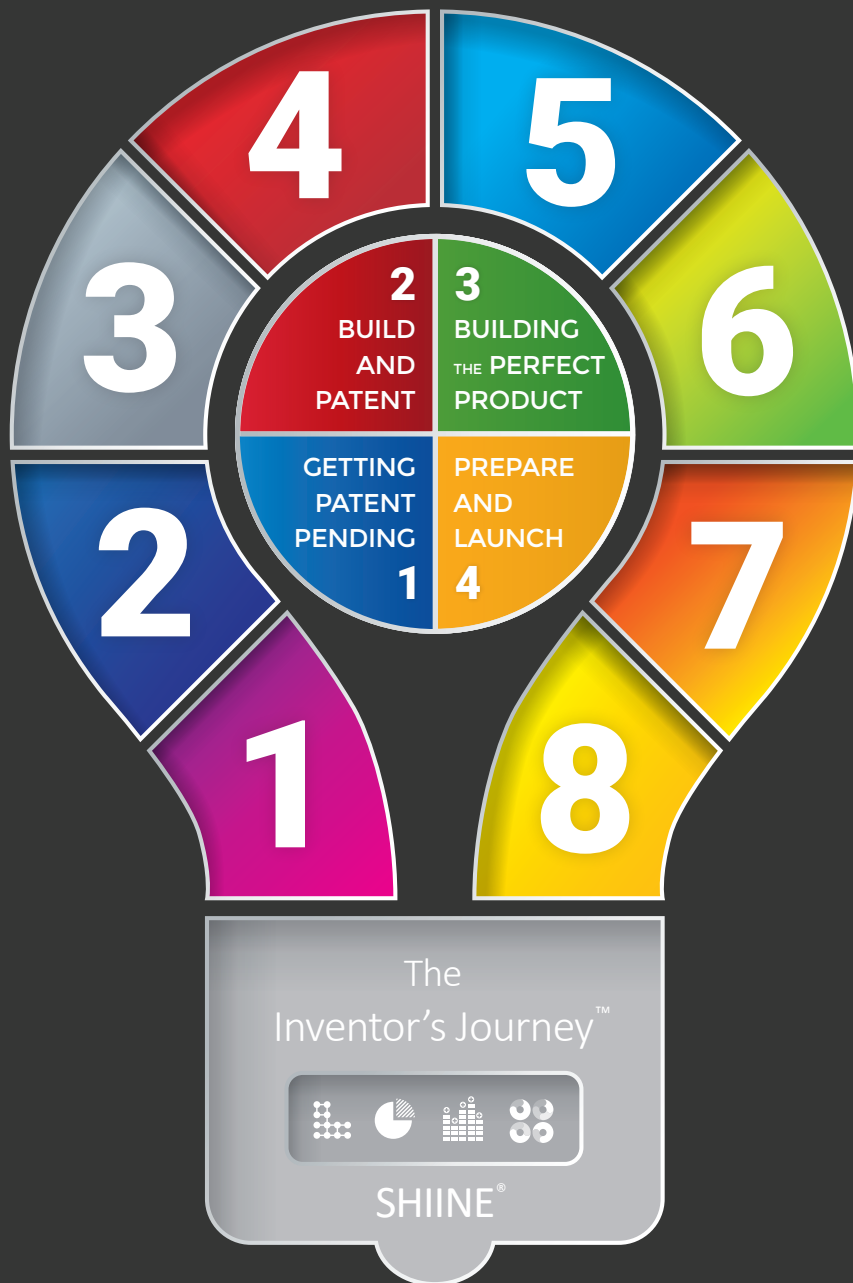 4
5
3
6
2
BUILD
AND
PATENT
3
BUILDING
THE PERFECT
PRODUCT
GETTING
PATENT
PENDING
1
PREPARE
AND
LAUNCH
4
2
7
1
8
The
Inventor’s Journey™
SHIINE®